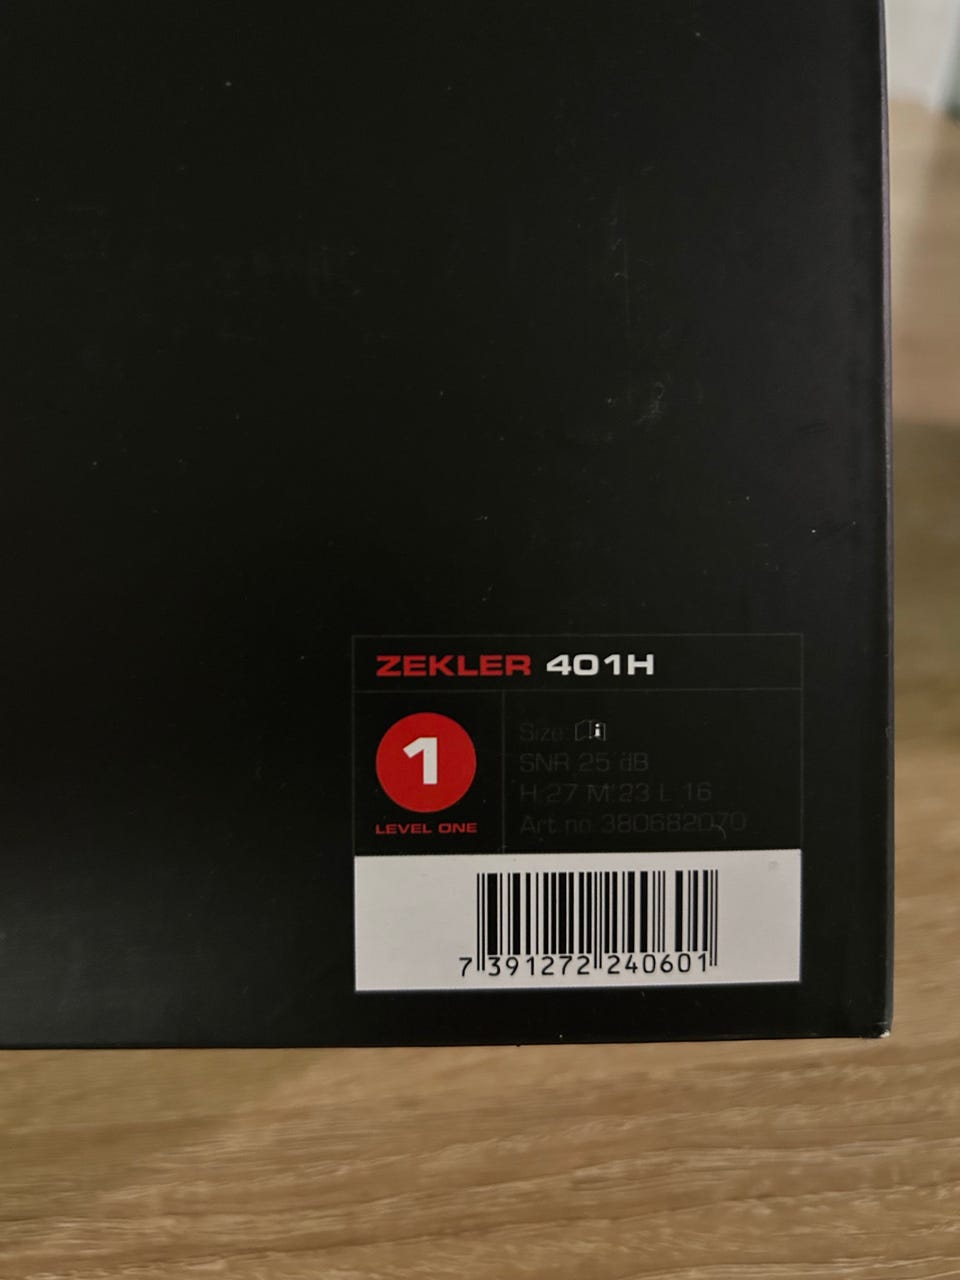 ZEKLER 401H
1
LEVEL ONE
Size: i
SNR 25 dB
H 27 M 23 L 16
Art.no 380682070
7 391272 240601